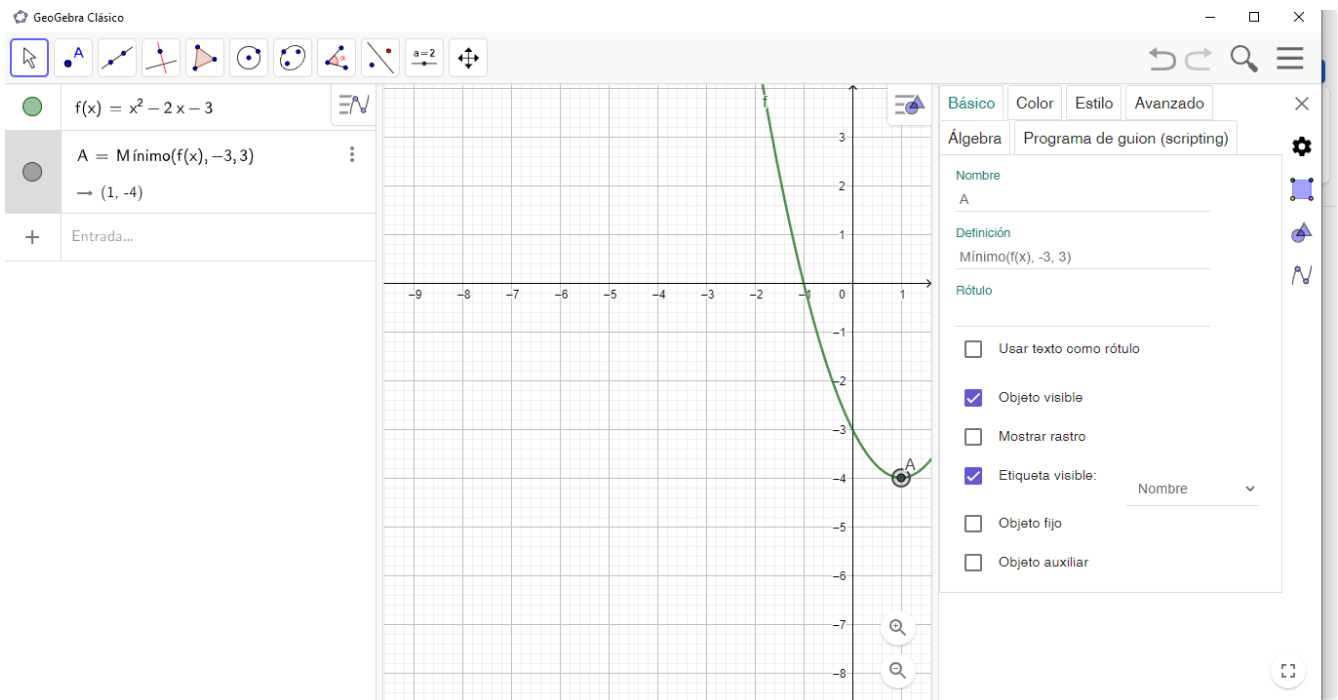 GeoGebra Clásico
A
α
a=2
f(x) = x² – 2 x – 3
A = Mínimo(f(x), –3, 3)
→ (1, -4)
+ Entrada...
f
3
2
1
–9 –8 –7 –6 –5 –4 –3 –2 –1 0 1
–1
–2
–3
A
–4
–5
–6
–7
–8
Básico Color Estilo Avanzado
Álgebra Programa de guion (scripting)
Nombre
A
Definición
Mínimo(f(x), -3, 3)
Rótulo
Usar texto como rótulo
Objeto visible
Mostrar rastro
Etiqueta visible: Nombre
Objeto fijo
Objeto auxiliar